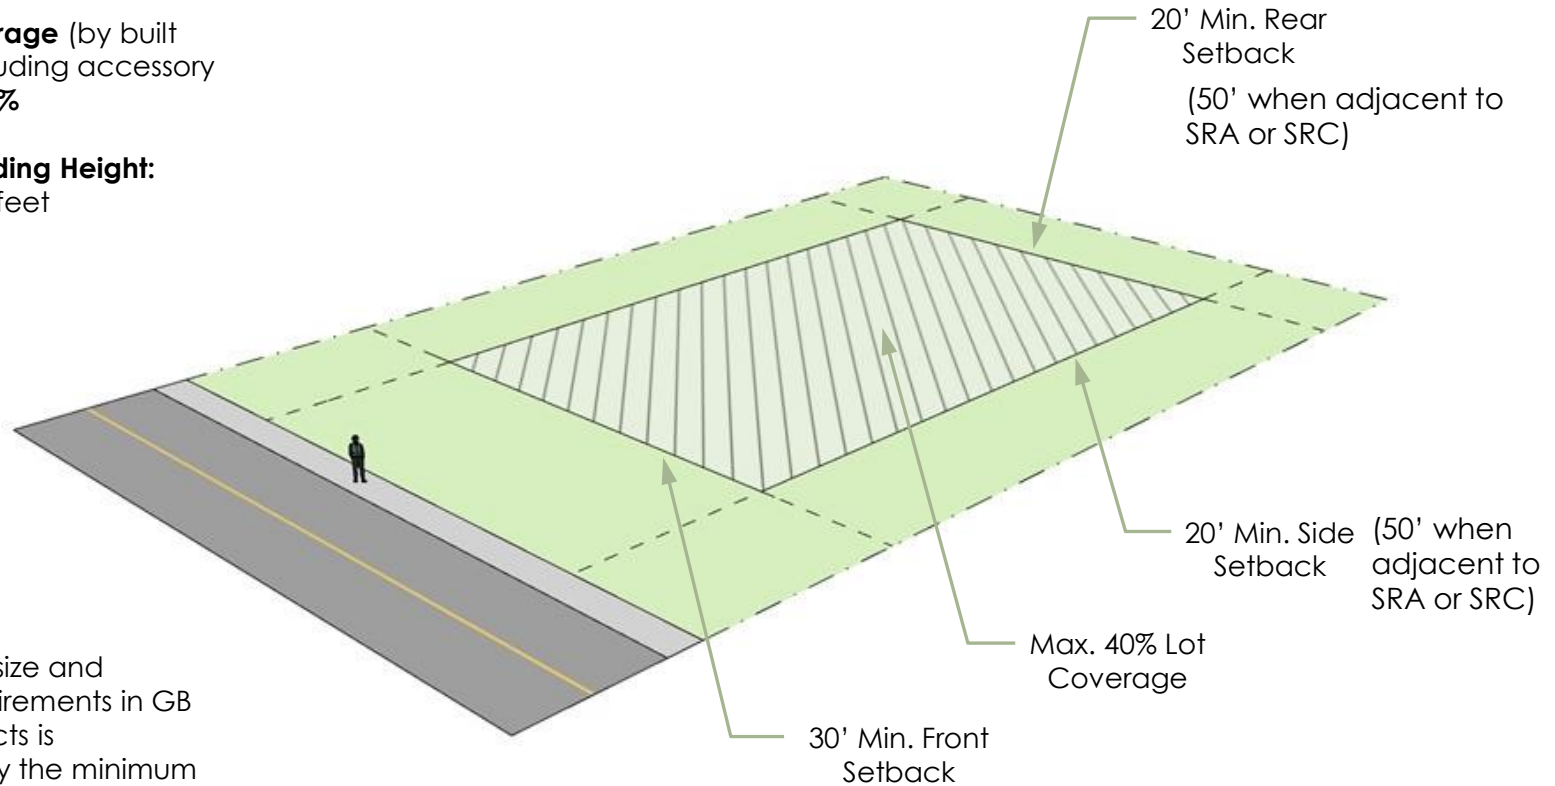 rage (by built
uding accessory
%
ding Height:
feet
20’ Min. Rear
Setback
(50’ when adjacent to
SRA or SRC)
20’ Min. Side
Setback
(50’ when
adjacent to
SRA or SRC)
Max. 40% Lot
Coverage
30’ Min. Front
Setback
size and
irements in GB
cts is
y the minimum